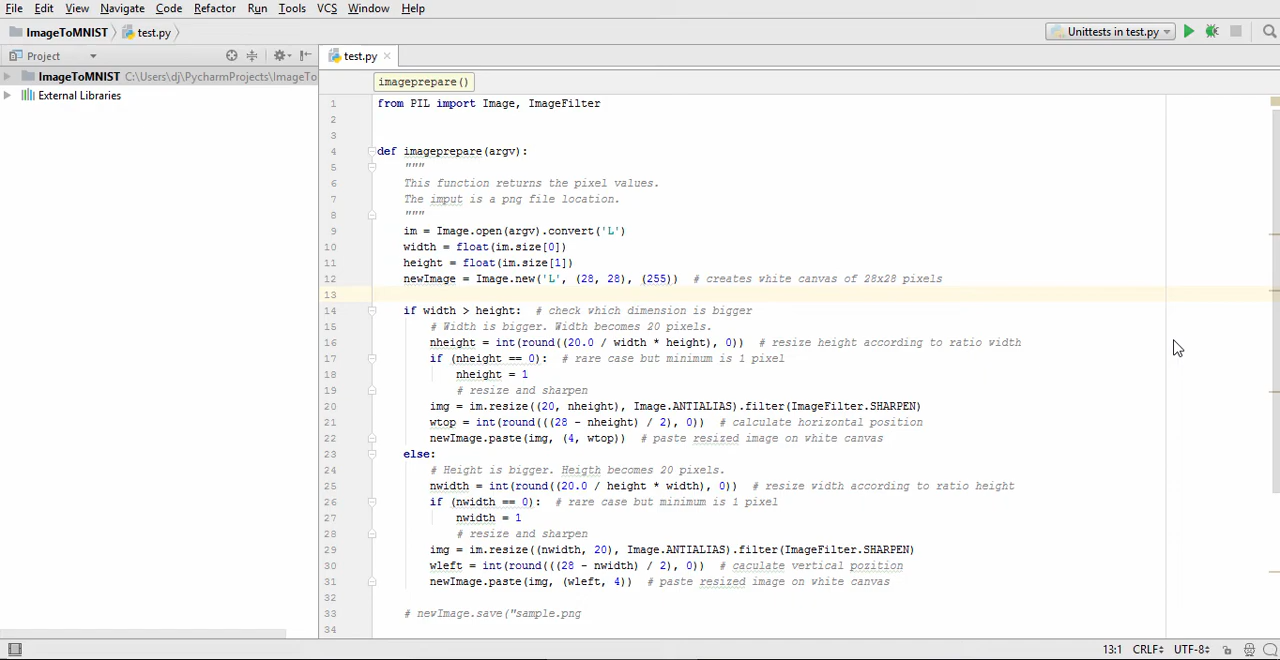 File Edit View Navigate Code Refactor Run Tools VCS Window Help
ImageToMNIST test.py Unittests in test.py
Project test.py
ImageToMNIST C:\Users\dj\PycharmProjects\ImageTo
External Libraries
imageprepare()
1 from PIL import Image, ImageFilter
2
3
4 def imageprepare(argv):
5 """
6 This function returns the pixel values.
7 The imput is a png file location.
8 """
9 im = Image.open(argv).convert('L')
10 width = float(im.size[0])
11 height = float(im.size[1])
12 newImage = Image.new('L', (28, 28), (255)) # creates white canvas of 28x28 pixels
13
14 if width > height: # check which dimension is bigger
15 # Width is bigger. Width becomes 20 pixels.
16 nheight = int(round((20.0 / width * height), 0)) # resize height according to ratio width
17 if (nheight == 0): # rare case but minimum is 1 pixel
18 nheight = 1
19 # resize and sharpen
20 img = im.resize((20, nheight), Image.ANTIALIAS).filter(ImageFilter.SHARPEN)
21 wtop = int(round(((28 - nheight) / 2), 0)) # calculate horizontal position
22 newImage.paste(img, (4, wtop)) # paste resized image on white canvas
23 else:
24 # Height is bigger. Heigth becomes 20 pixels.
25 nwidth = int(round((20.0 / height * width), 0)) # resize width according to ratio height
26 if (nwidth == 0): # rare case but minimum is 1 pixel
27 nwidth = 1
28 # resize and sharpen
29 img = im.resize((nwidth, 20), Image.ANTIALIAS).filter(ImageFilter.SHARPEN)
30 wleft = int(round(((28 - nwidth) / 2), 0)) # caculate vertical pozition
31 newImage.paste(img, (wleft, 4)) # paste resized image on white canvas
32
33 # newImage.save("sample.png
34
13:1 CRLF UTF-8